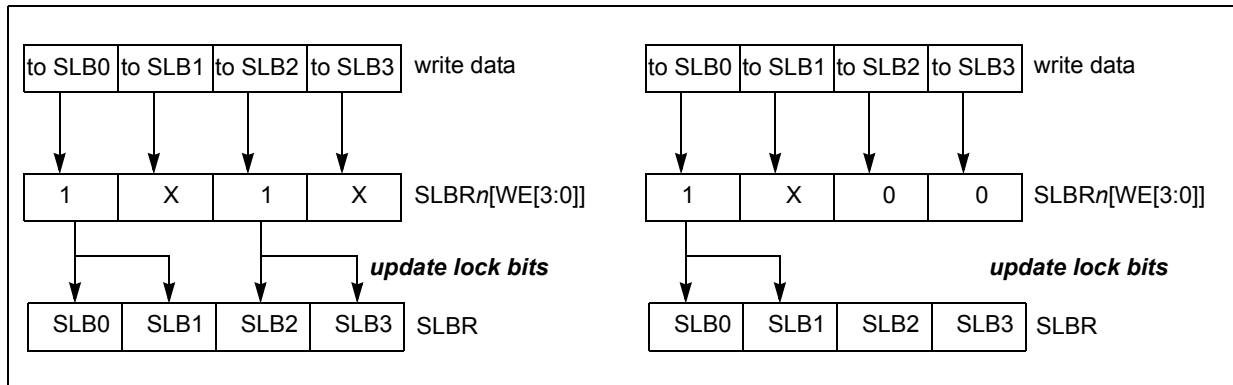 to SLB0 to SLB1 to SLB2 to SLB3 write data
1 X 1 X SLBRn[WE[3:0]]
update lock bits
SLB0 SLB1 SLB2 SLB3 SLBR
to SLB0 to SLB1 to SLB2 to SLB3 write data
1 X 0 0 SLBRn[WE[3:0]]
update lock bits
SLB0 SLB1 SLB2 SLB3 SLBR